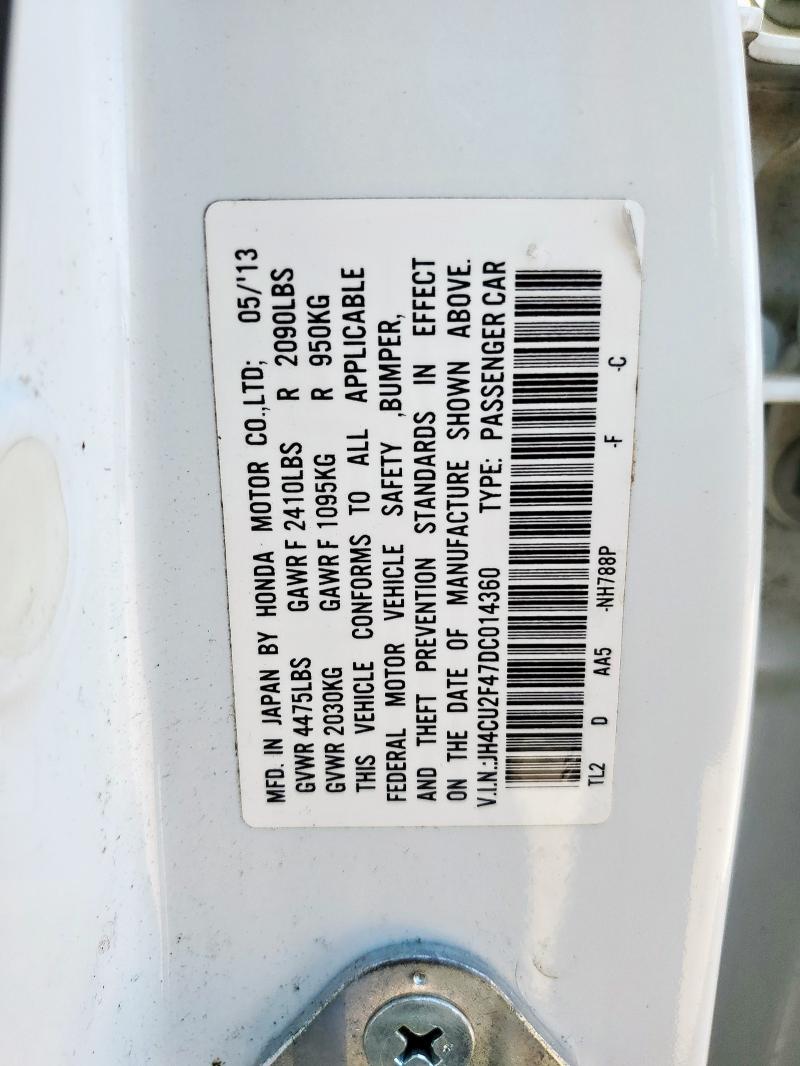 MFD. IN JAPAN BY HONDA MOTOR CO.,LTD; 05/'13
GVWR 4475LBS GAWR F 2410LBS R 2090LBS
GVWR 2030KG GAWR F 1095KG R 950KG
THIS VEHICLE CONFORMS TO ALL APPLICABLE
FEDERAL MOTOR VEHICLE SAFETY ,BUMPER,
AND THEFT PREVENTION STANDARDS IN EFFECT
ON THE DATE OF MANUFACTURE SHOWN ABOVE.
V.I.N.:JH4CU2F47DC014360 TYPE: PASSENGER CAR
TL2 D AA5 -NH788P -F -C